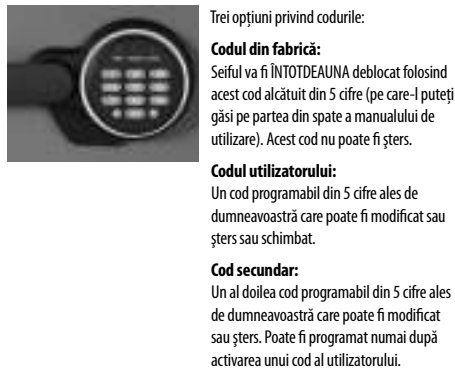 Trei opțiuni privind codurile:
Codul din fabrică:
Seiful va fi ÎNTOTDEAUNA deblocat folosind
acest cod alcătuit din 5 cifre (pe care-l puteți
găsi pe partea din spate a manualului de
utilizare). Acest cod nu poate fi șters.
Codul utilizatorului:
Un cod programabil din 5 cifre ales de
dumneavoastră care poate fi modificat sau
șters sau schimbat.
Cod secundar:
Un al doilea cod programabil din 5 cifre ales
de dumneavoastră care poate fi modificat
sau șters. Poate fi programat numai după
activarea unui cod al utilizatorului.